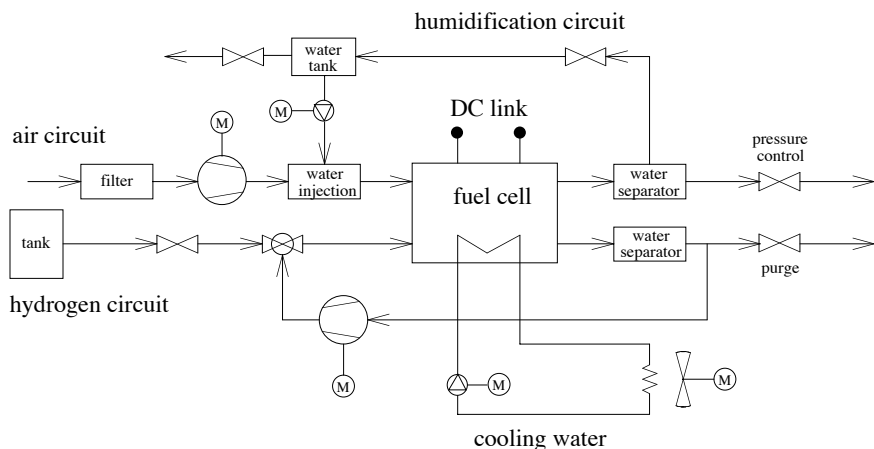 humidification circuit
water
tank
M
DC link
air circuit
M
pressure
control
filter
water
injection
fuel cell
water
separator
tank
water
separator
purge
hydrogen circuit
M
M
M
cooling water